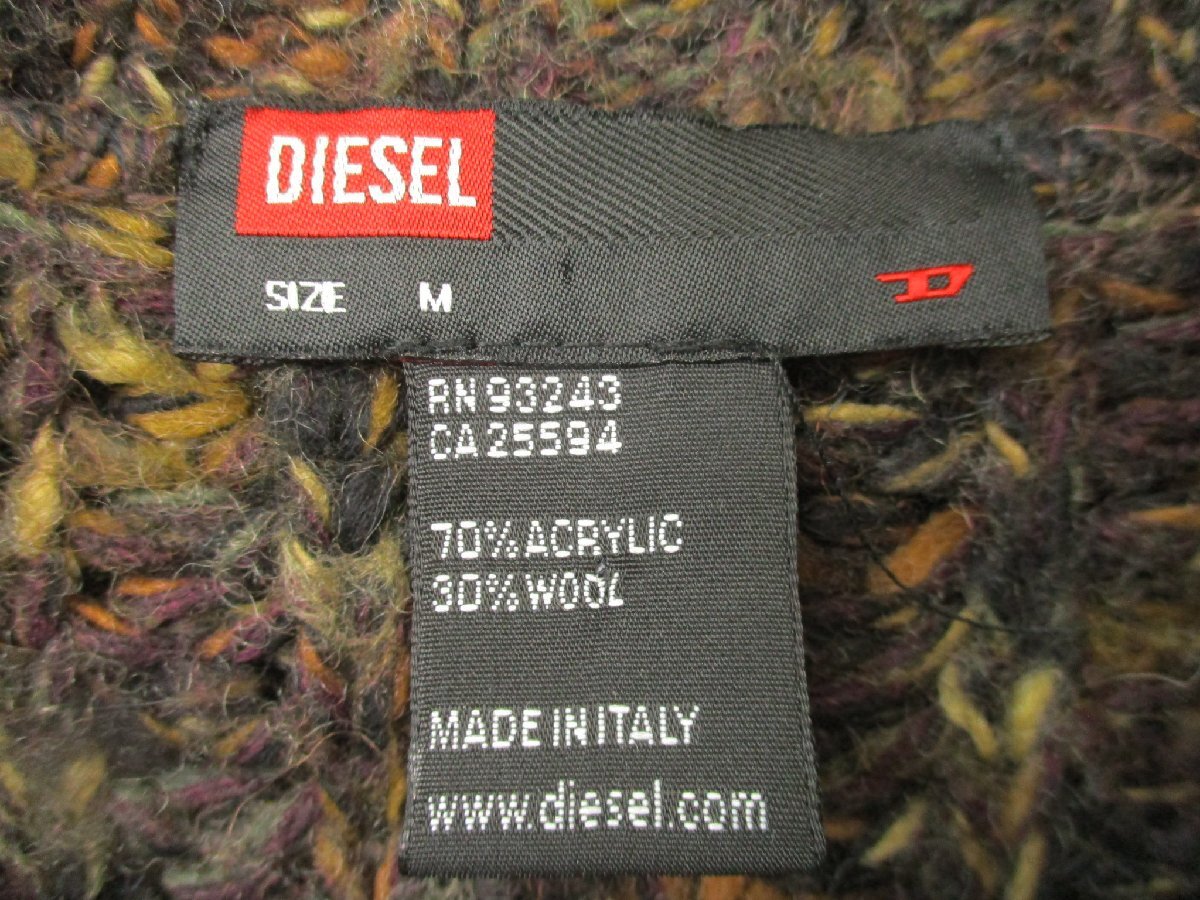 DIESEL
SIZE M
D
RN 93243
CA 25594
70% ACRYLIC
30% WOOL
MADE IN ITALY
www.diesel.com